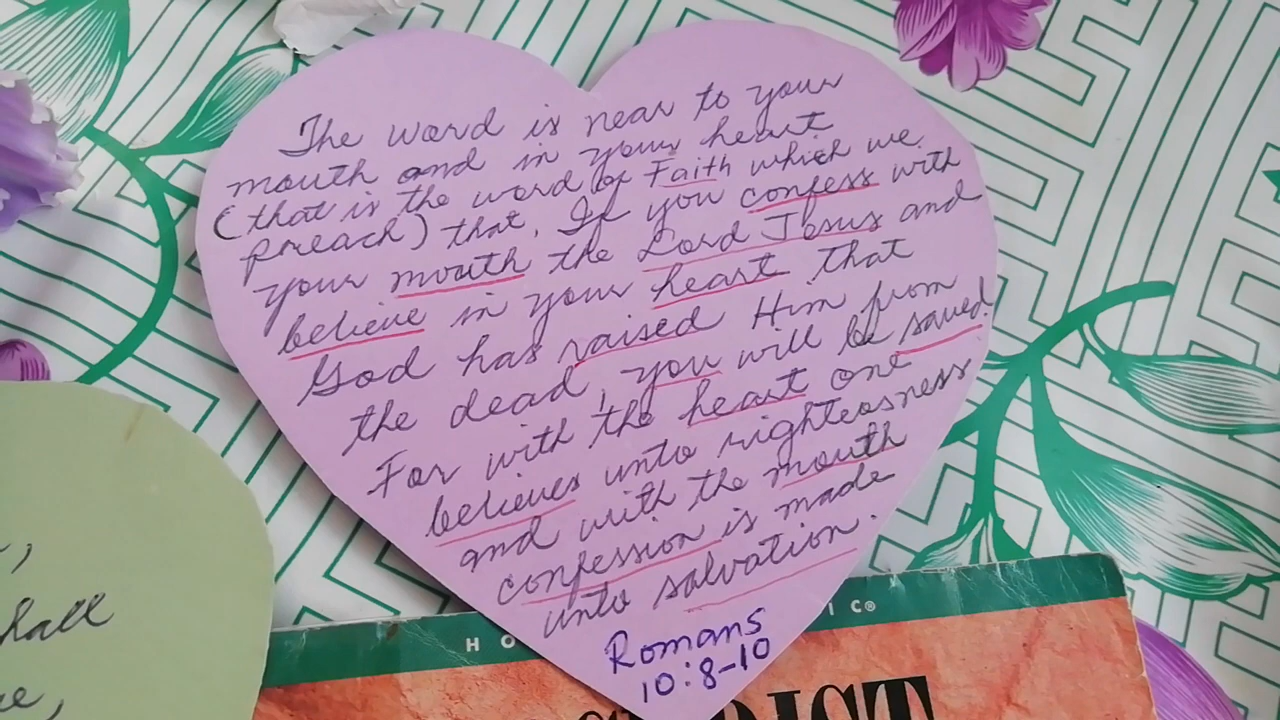 The word is near to your
mouth and in your heart
(that is the word of Faith which we
preach) that, If you confess with
your mouth the Lord Jesus and
believe in your heart that
God has raised Him from
the dead, you will be saved.
For with the heart one
believes unto righteosness
and with the mouth
confession is made
unto salvation.
Romans
10:8-10
hall